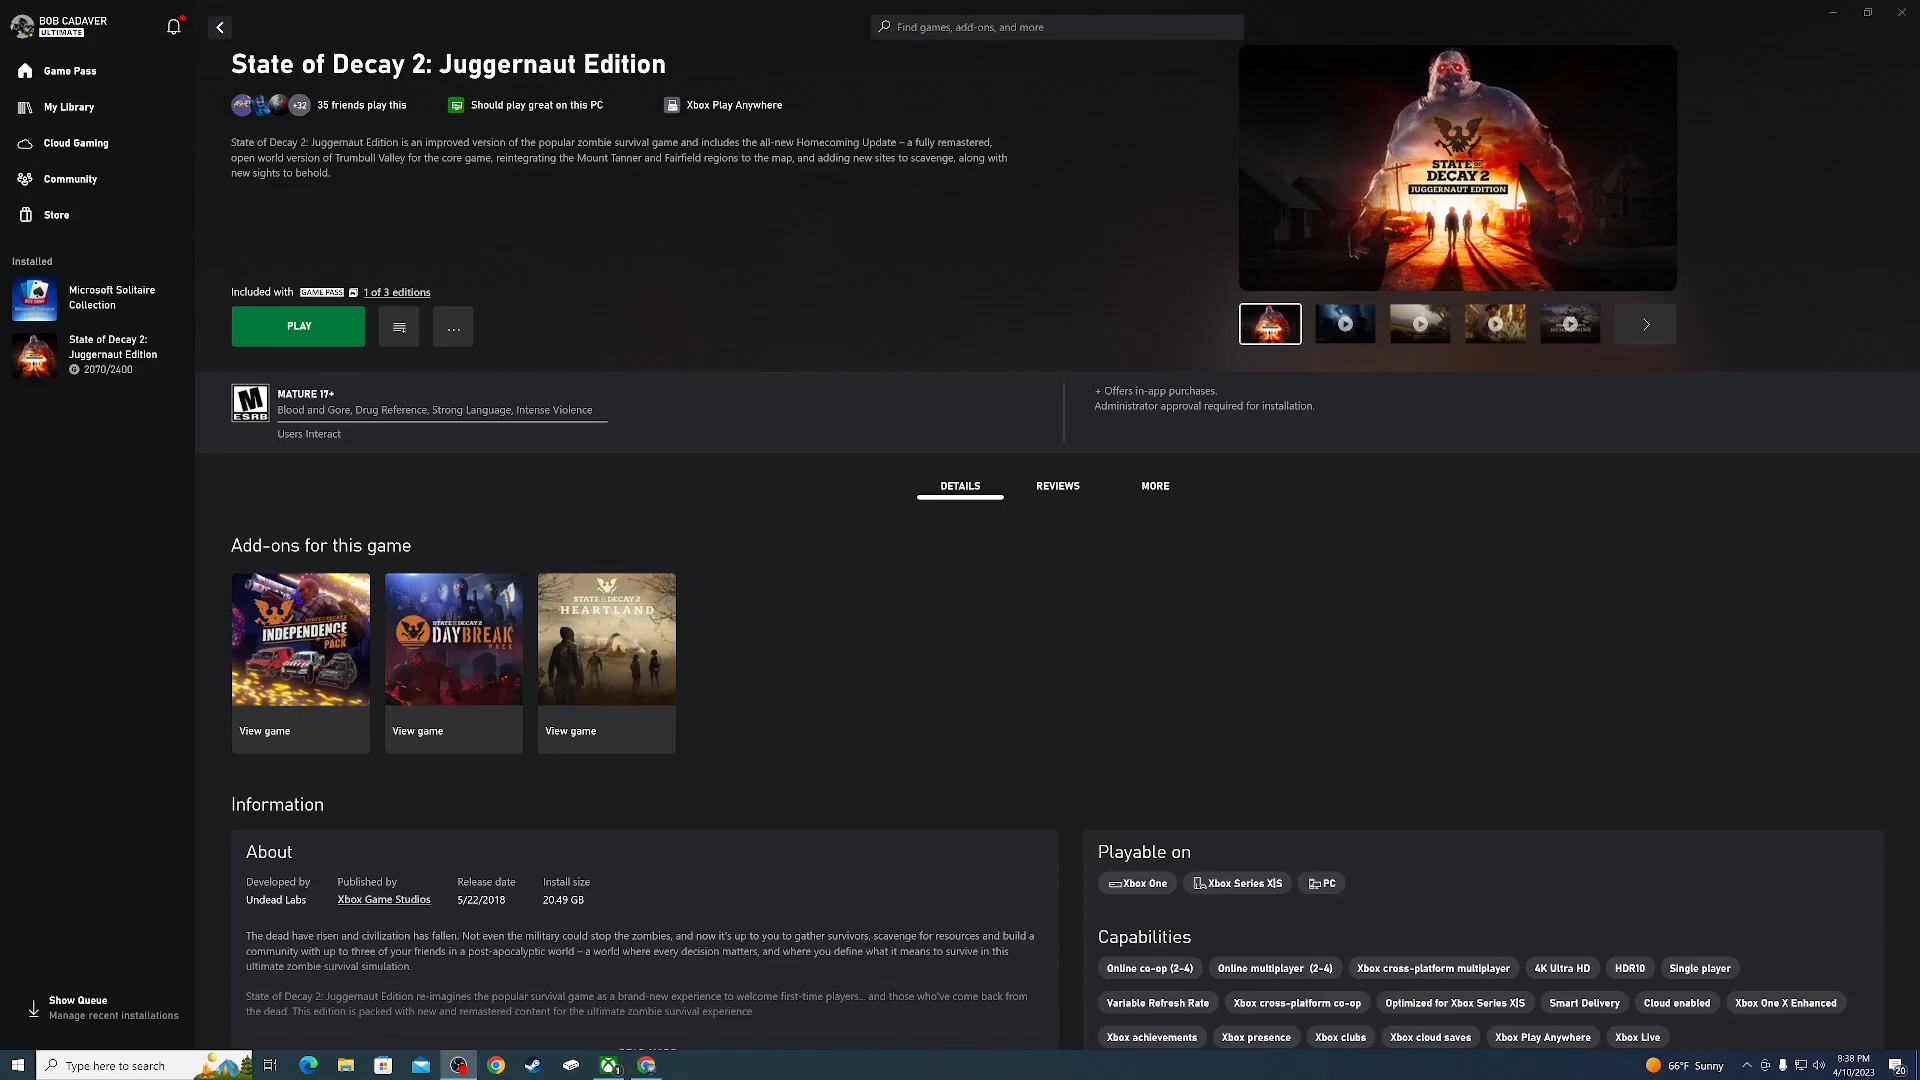 BOB CADAVER
ULTIMATE
Find games, add-ons, and more
Game Pass
My Library
Cloud Gaming
Community
Store
Installed
Microsoft Solitaire
Collection
State of Decay 2:
Juggernaut Edition
2070/2400
Show Queue
Manage recent installations
State of Decay 2: Juggernaut Edition
+32
35 friends play this
Should play great on this PC
Xbox Play Anywhere
State of Decay 2: Juggernaut Edition is an improved version of the popular zombie survival game and includes the all-new Homecoming Update – a fully remastered,
open world version of Trumbull Valley for the core game, reintegrating the Mount Tanner and Fairfield regions to the map, and adding new sites to scavenge, along with
new sights to behold.
Included with GAME PASS 1 of 3 editions
PLAY
...
STATE OF
DECAY 2
JUGGERNAUT EDITION
M
ESRB
MATURE 17+
Blood and Gore, Drug Reference, Strong Language, Intense Violence
Users Interact
+ Offers in-app purchases.
Administrator approval required for installation.
DETAILS
REVIEWS
MORE
Add-ons for this game
STATE OF DECAY 2
INDEPENDENCE
PACK
View game
STATE OF DECAY 2
DAYBREAK
PACK
View game
STATE OF DECAY 2
HEARTLAND
View game
Information
About
Developed by Published by Release date Install size
Undead Labs Xbox Game Studios 5/22/2018 20.49 GB
The dead have risen and civilization has fallen. Not even the military could stop the zombies, and now it's up to you to gather survivors, scavenge for resources and build a
community with up to three of your friends in a post-apocalyptic world – a world where every decision matters, and where you define what it means to survive in this
ultimate zombie survival simulation.
State of Decay 2: Juggernaut Edition re-imagines the popular survival game as a brand-new experience to welcome first-time players... and those who've come back from
the dead. This edition is packed with new and remastered content for the ultimate zombie survival experience.
Playable on
Xbox One Xbox Series X|S PC
Capabilities
Online co-op (2-4) Online multiplayer (2-4) Xbox cross-platform multiplayer 4K Ultra HD HDR10 Single player
Variable Refresh Rate Xbox cross-platform co-op Optimized for Xbox Series X|S Smart Delivery Cloud enabled Xbox One X Enhanced
Xbox achievements Xbox presence Xbox clubs Xbox cloud saves Xbox Play Anywhere Xbox Live
Type here to search
1
66°F Sunny
8:38 PM
4/10/2023
20